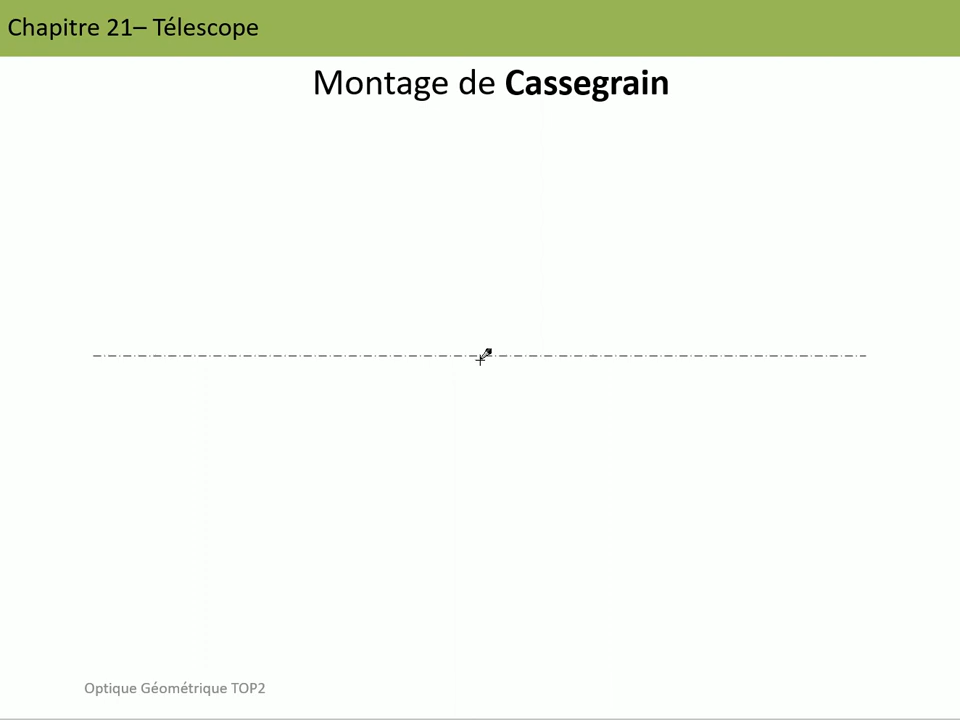 Chapitre 21– Télescope
Montage de Cassegrain
Optique Géométrique TOP2